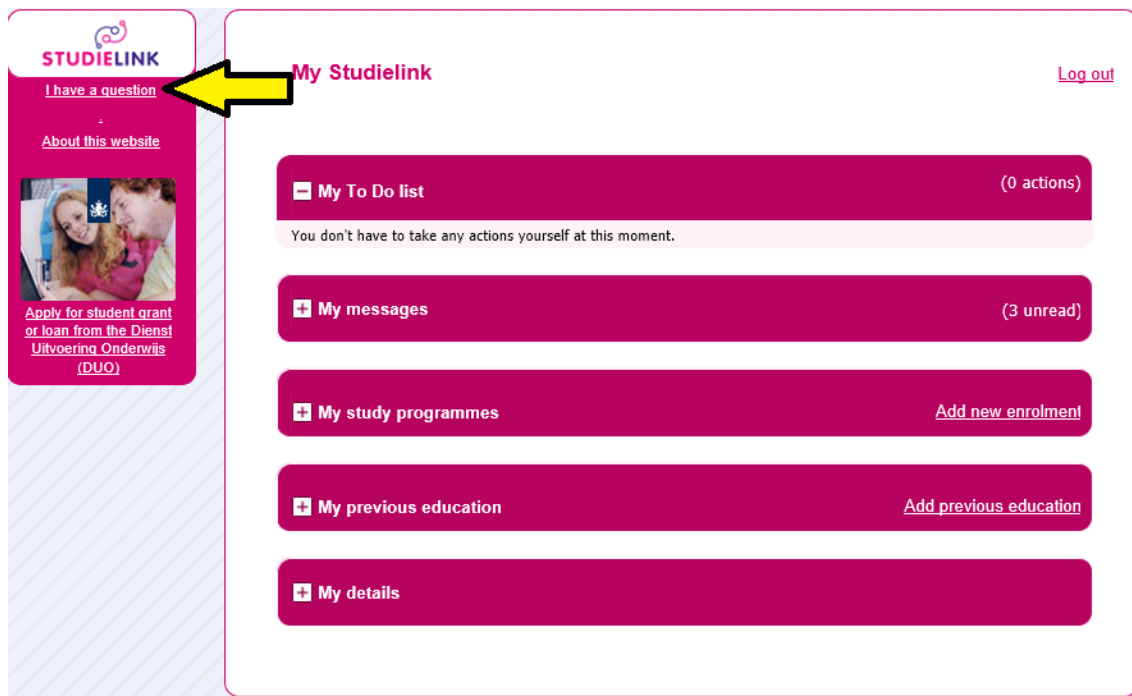 STUDIELINK
I have a question
.
About this website
Apply for student grant
or loan from the Dienst
Uitvoering Onderwijs
(DUO)
My Studielink
Log out
My To Do list
(0 actions)
You don't have to take any actions yourself at this moment.
My messages
(3 unread)
My study programmes
Add new enrolment
My previous education
Add previous education
My details